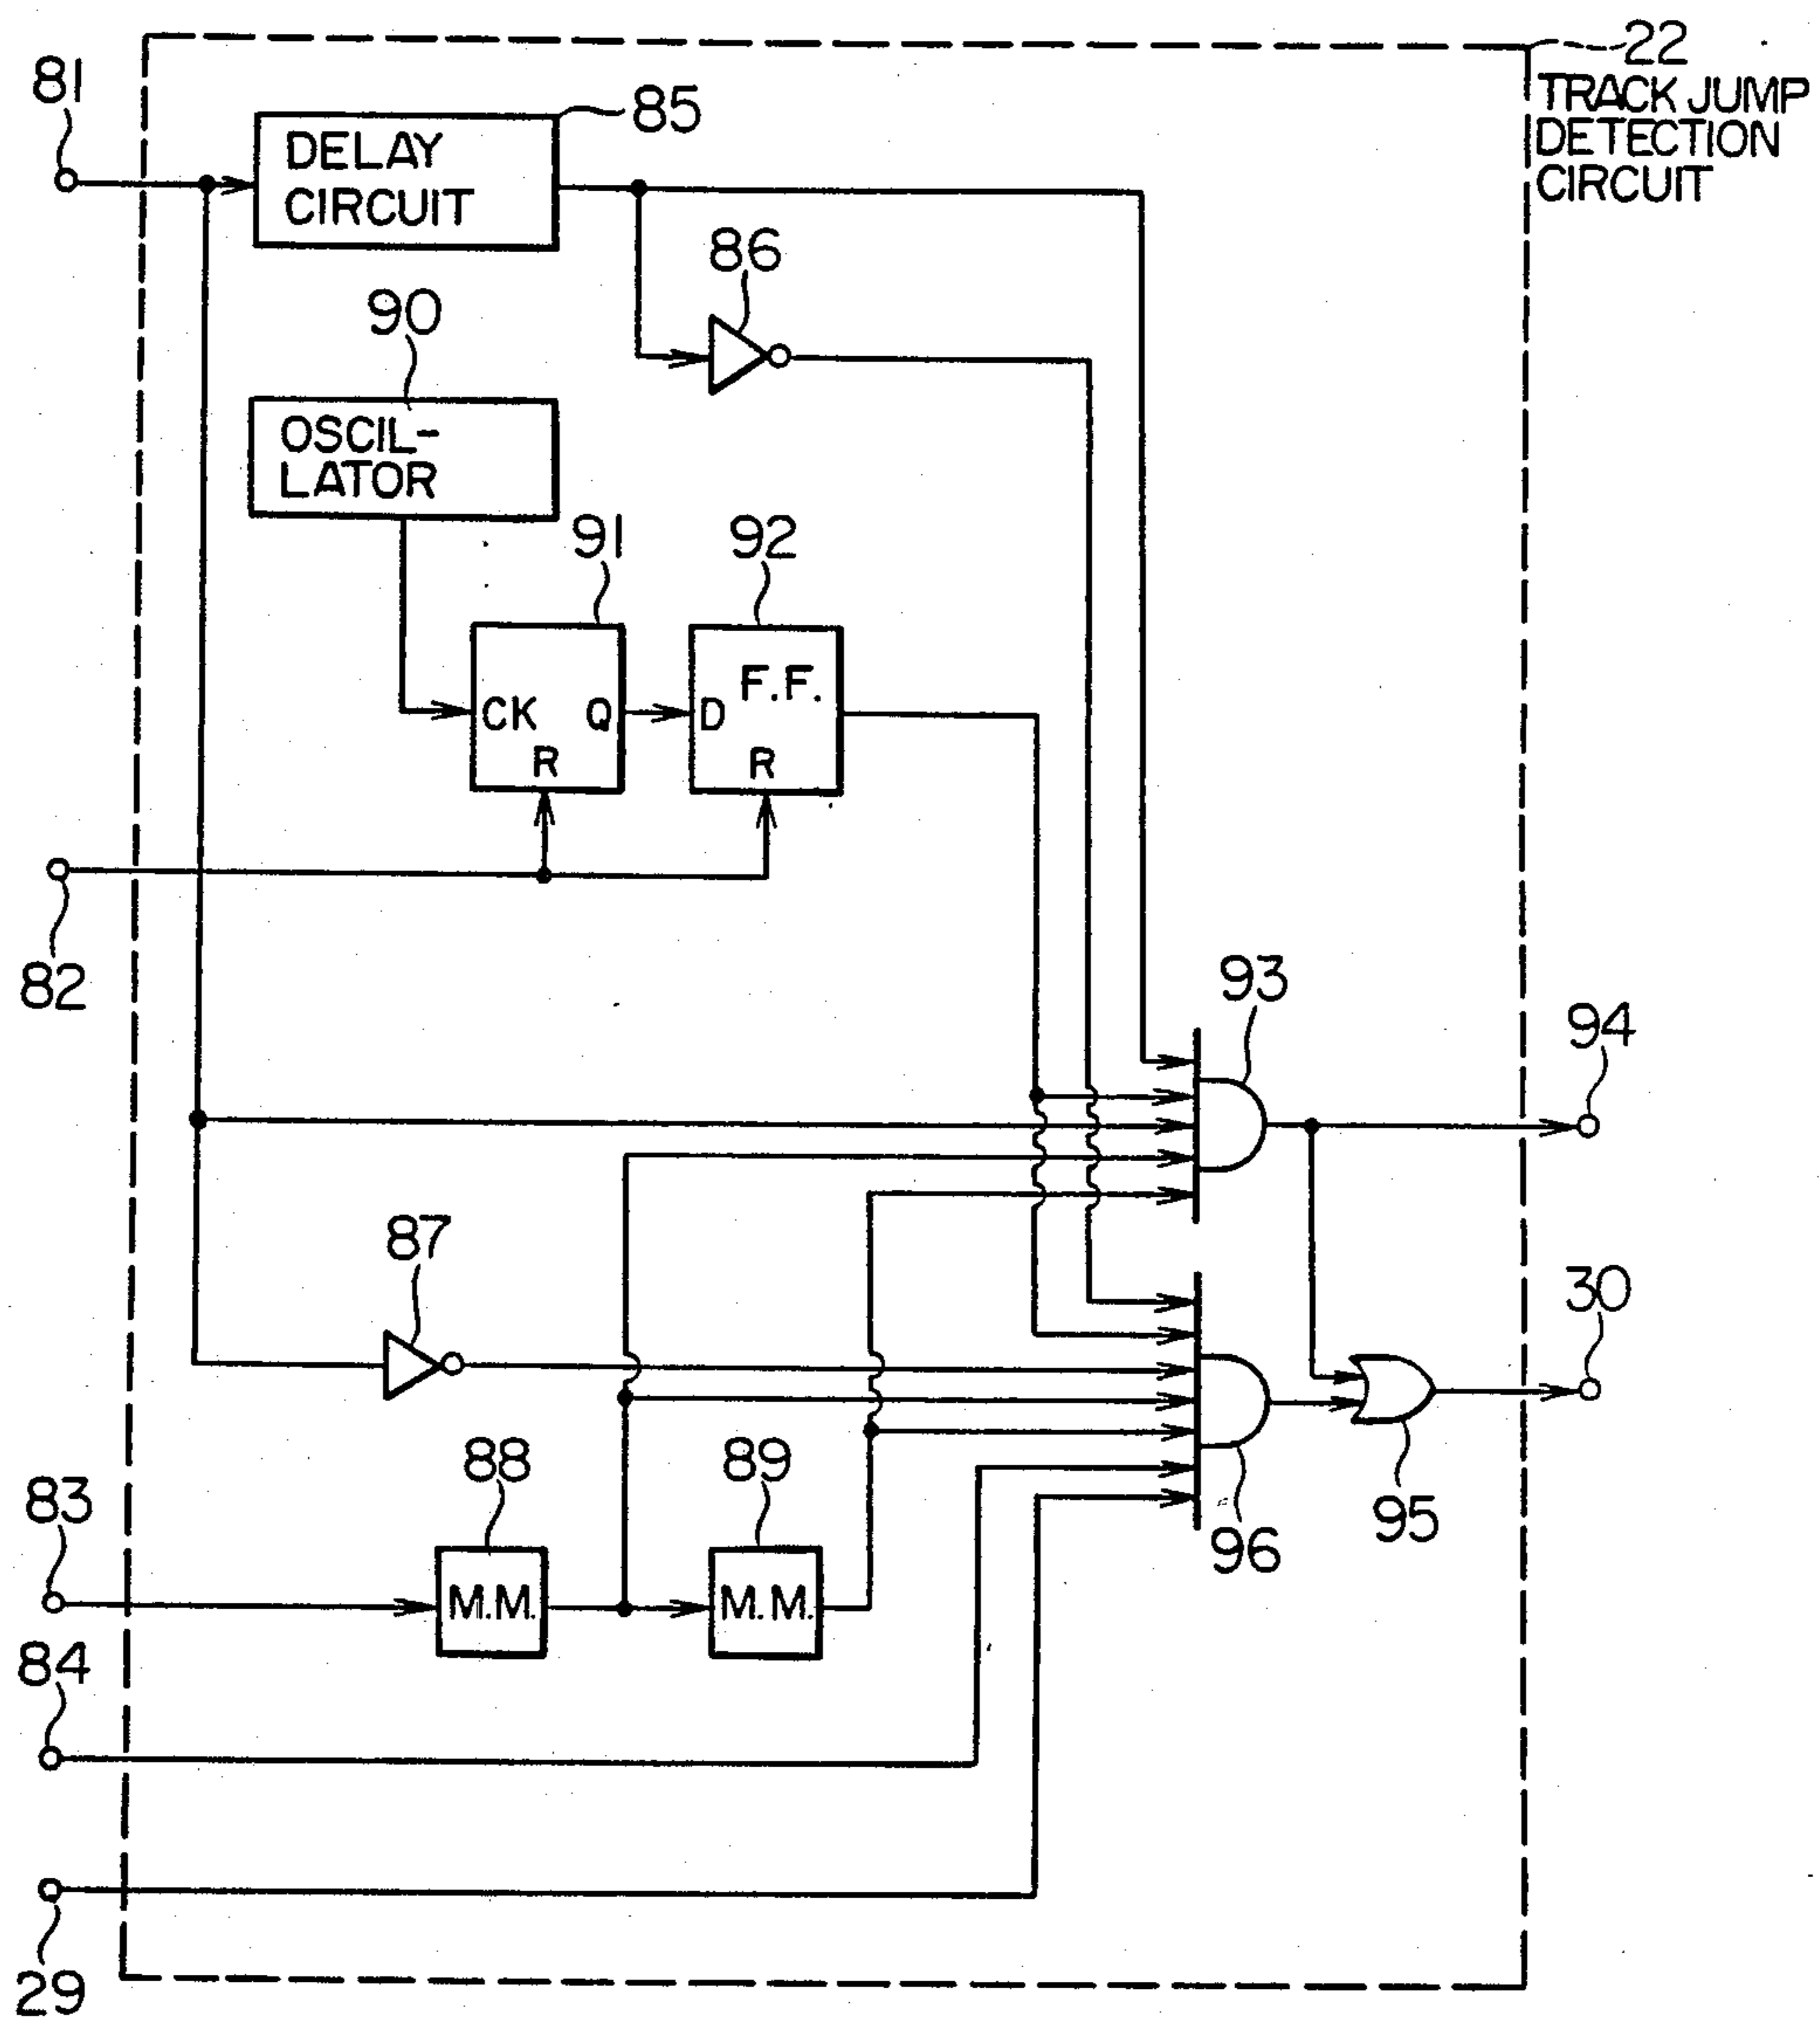 22
TRACK JUMP
DETECTION
CIRCUIT
81
85
DELAY
CIRCUIT
86
90
OSCIL-
LATOR
91
92
F.F.
CK
Q
D
R
R
82
93
94
87
30
88
89
83
95
96
M.M.
M.M.
84
29